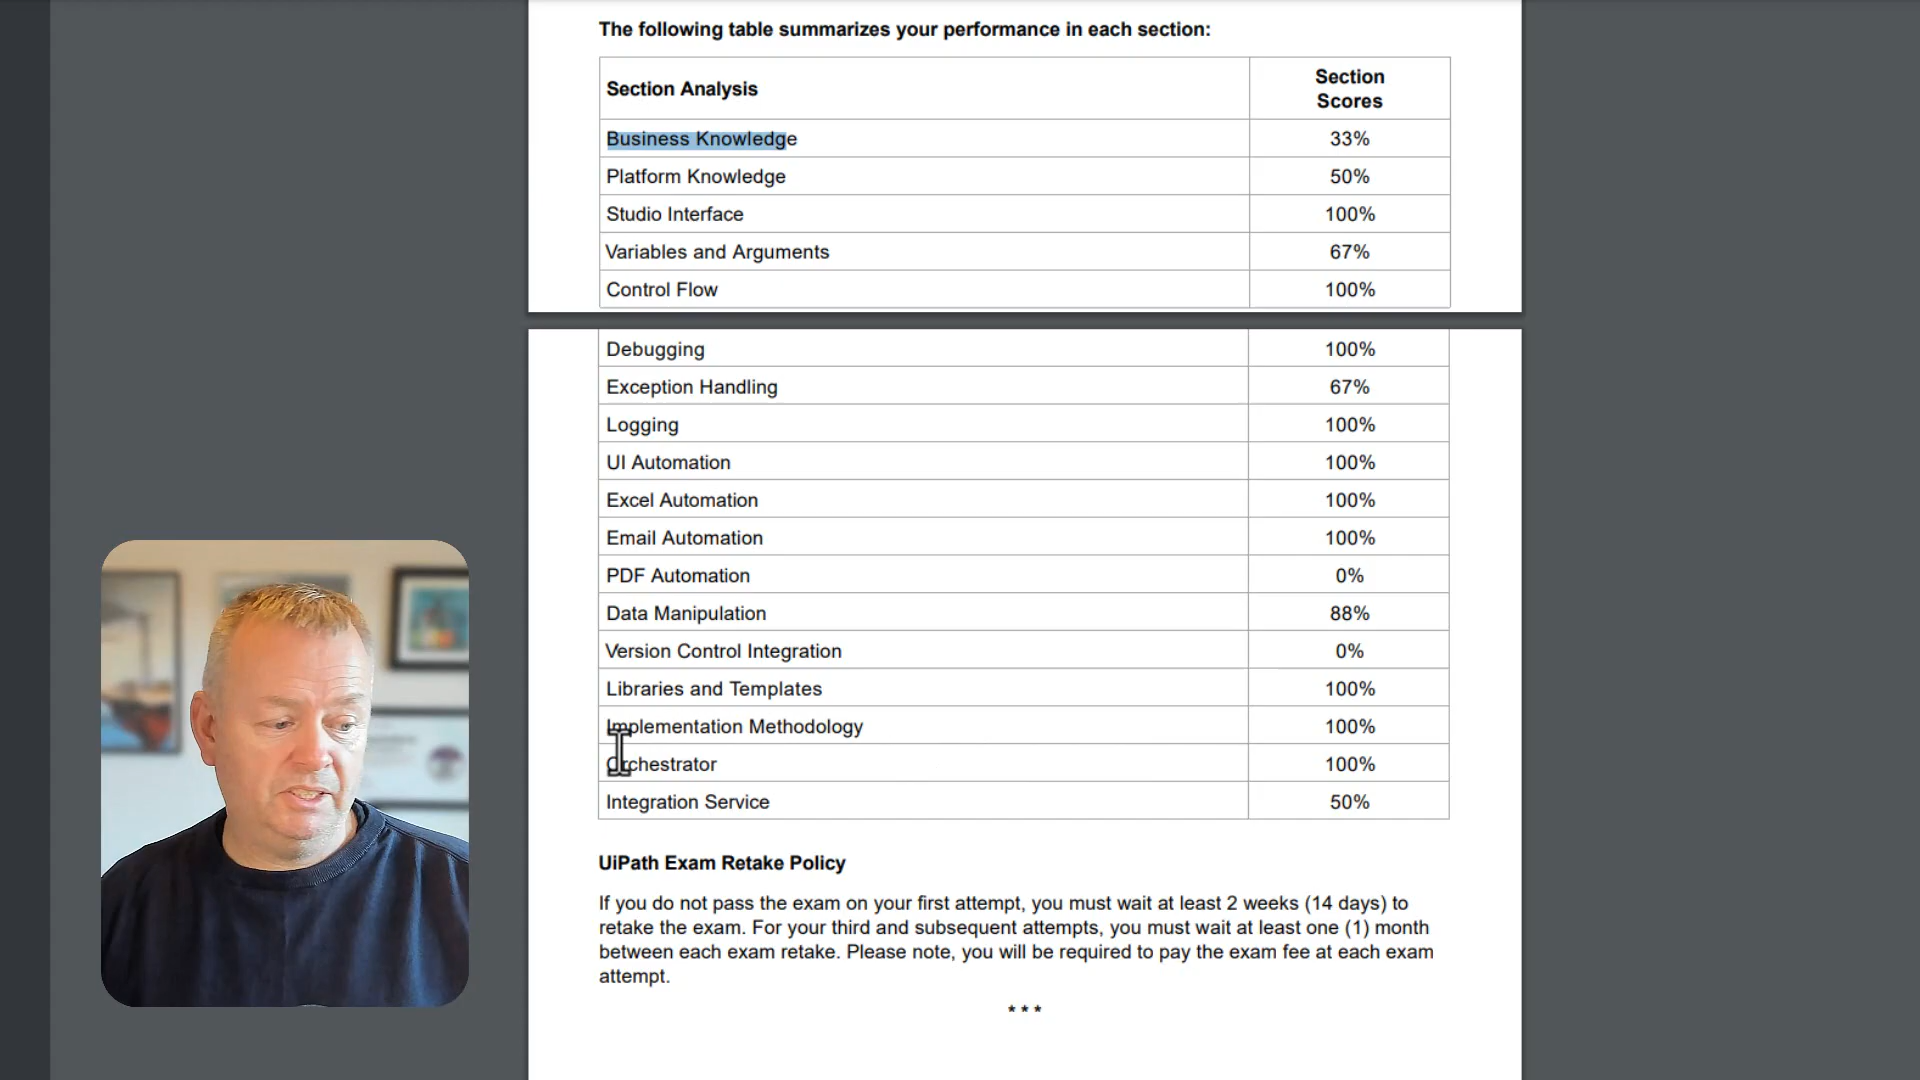 The following table summarizes your performance in each section:
Section Analysis
Section
Scores
Business Knowledge
33%
Platform Knowledge
50%
Studio Interface
100%
Variables and Arguments
67%
Control Flow
100%
Debugging
100%
Exception Handling
67%
Logging
100%
UI Automation
100%
Excel Automation
100%
Email Automation
100%
PDF Automation
0%
Data Manipulation
88%
Version Control Integration
0%
Libraries and Templates
100%
Implementation Methodology
100%
Orchestrator
100%
Integration Service
50%
UiPath Exam Retake Policy
If you do not pass the exam on your first attempt, you must wait at least 2 weeks (14 days) to
retake the exam. For your third and subsequent attempts, you must wait at least one (1) month
between each exam retake. Please note, you will be required to pay the exam fee at each exam
attempt.
* * *